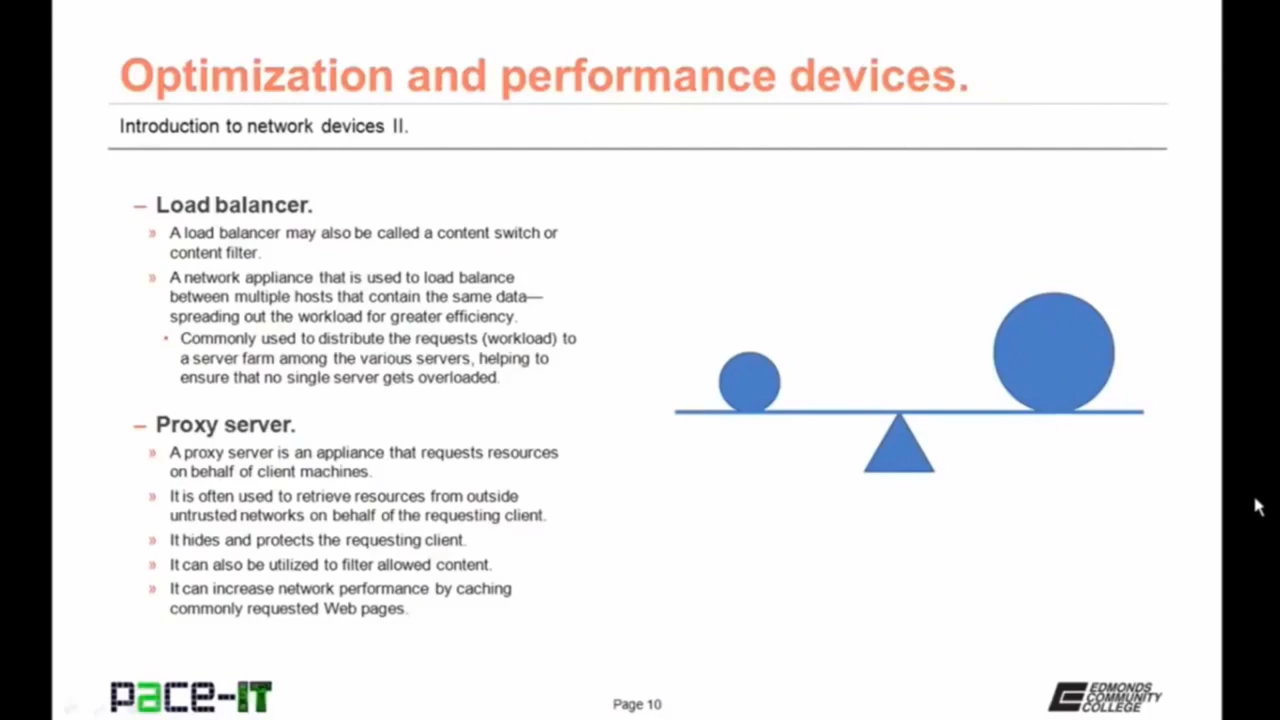 Optimization and performance devices.
Introduction to network devices II.
– Load balancer.
» A load balancer may also be called a content switch or
content filter.
» A network appliance that is used to load balance
between multiple hosts that contain the same data—
spreading out the workload for greater efficiency.
• Commonly used to distribute the requests (workload) to
a server farm among the various servers, helping to
ensure that no single server gets overloaded.
– Proxy server.
» A proxy server is an appliance that requests resources
on behalf of client machines.
» It is often used to retrieve resources from outside
untrusted networks on behalf of the requesting client.
» It hides and protects the requesting client.
» It can also be utilized to filter allowed content.
» It can increase network performance by caching
commonly requested Web pages.
pace-IT
Page 10
EDMONDS
COMMUNITY
COLLEGE